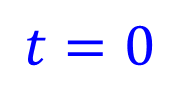 t = 0